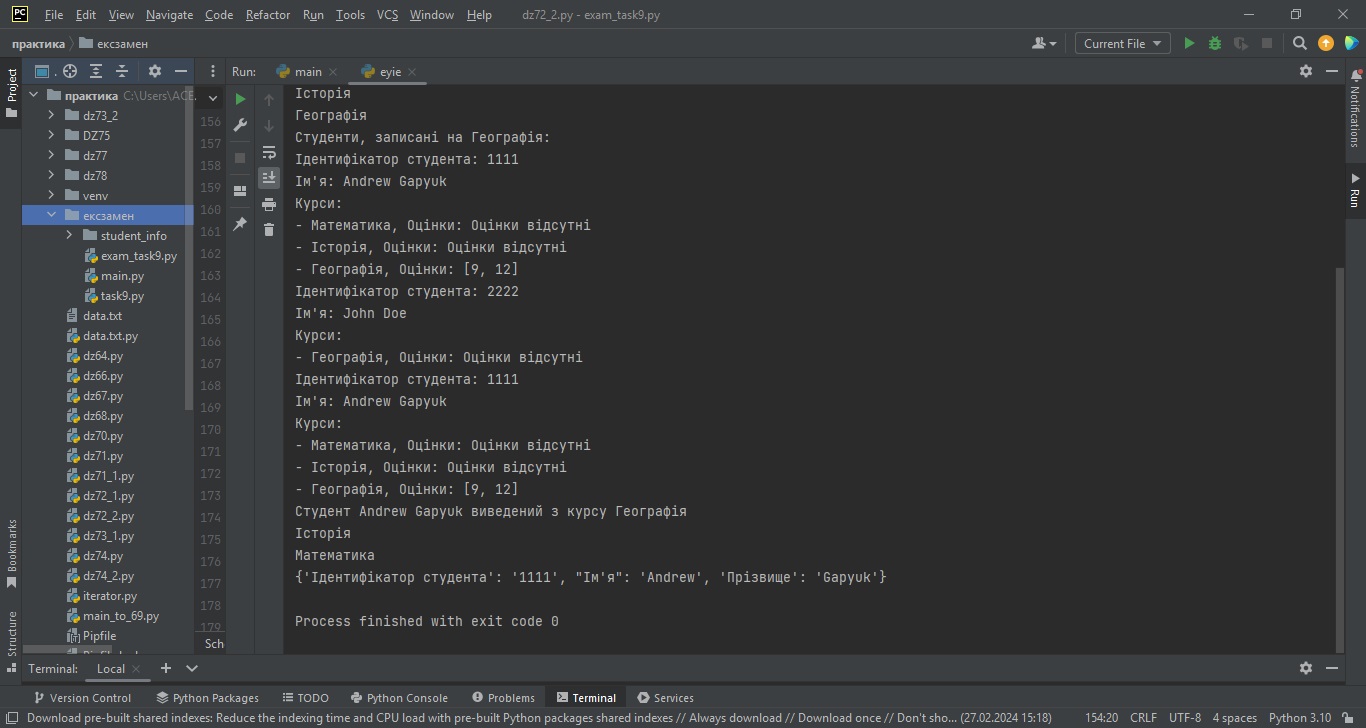 PC File Edit View Navigate Code Refactor Run Tools VCS Window Help dz72_2.py - exam_task9.py
практика ексзамен Current File
Project
Run: main eyie
практика C:\Users\ACE.
dz73_2
DZ75
dz77
dz78
venv
ексзамен
student_info
exam_task9.py
main.py
task9.py
data.txt
data.txt.py
dz64.py
dz66.py
dz67.py
dz68.py
dz70.py
dz71.py
dz71_1.py
dz72_1.py
dz72_2.py
dz73_1.py
dz74.py
dz74_2.py
iterator.py
main_to_69.py
Pipfile
156
157
158
159
160
161
162
163
164
165
166
167
168
169
170
171
172
173
174
175
176
177
178
179
Sch
Історія
Географія
Студенти, записані на Географія:
Ідентифікатор студента: 1111
Ім'я: Andrew Gapyuk
Курси:
- Математика, Оцінки: Оцінки відсутні
- Історія, Оцінки: Оцінки відсутні
- Географія, Оцінки: [9, 12]
Ідентифікатор студента: 2222
Ім'я: John Doe
Курси:
- Географія, Оцінки: Оцінки відсутні
Ідентифікатор студента: 1111
Ім'я: Andrew Gapyuk
Курси:
- Математика, Оцінки: Оцінки відсутні
- Історія, Оцінки: Оцінки відсутні
- Географія, Оцінки: [9, 12]
Студент Andrew Gapyuk виведений з курсу Географія
Історія
Математика
{'Ідентифікатор студента': '1111', "Ім'я": 'Andrew', 'Прізвище': 'Gapyuk'}
Process finished with exit code 0
Notifications
Run
Bookmarks
Structure
Terminal: Local
Version Control Python Packages TODO Python Console Problems Terminal Services
Download pre-built shared indexes: Reduce the indexing time and CPU load with pre-built Python packages shared indexes // Always download // Download once // Don't sho... (27.02.2024 15:18) 154:20 CRLF UTF-8 4 spaces Python 3.10